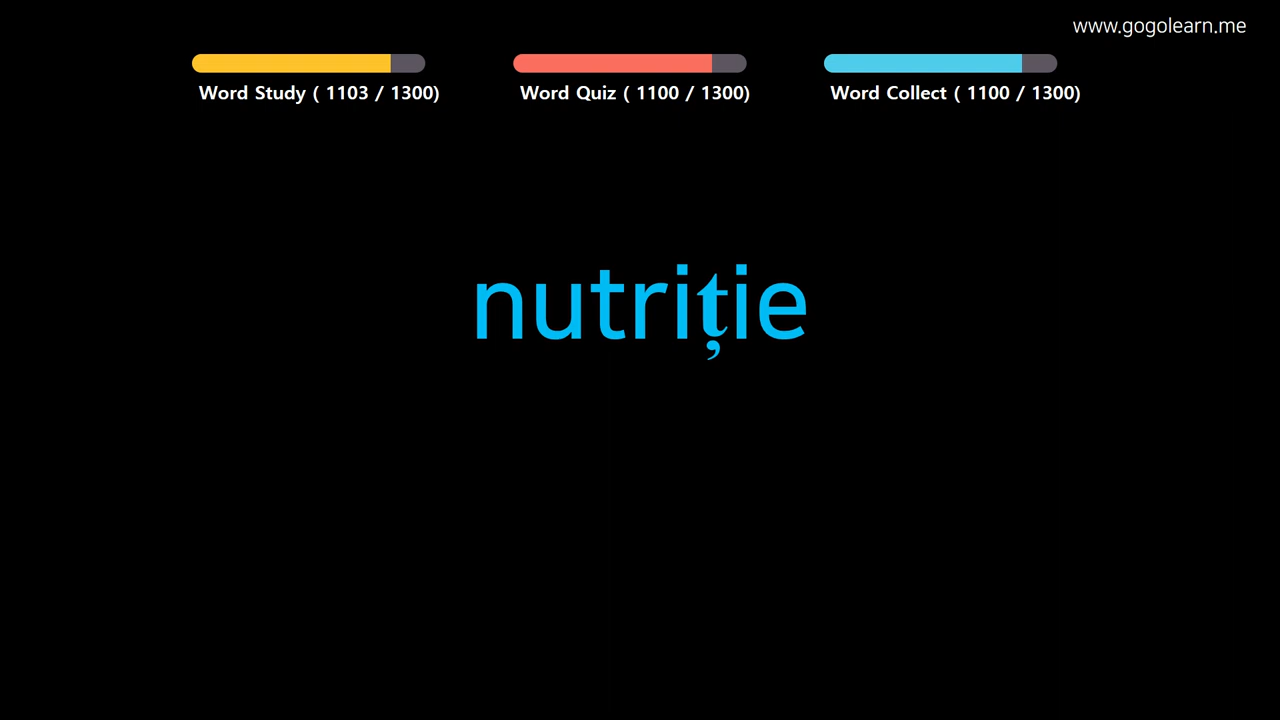 www.gogolearn.me
Word Study ( 1103 / 1300)
Word Quiz ( 1100 / 1300)
Word Collect ( 1100 / 1300)
nutriție